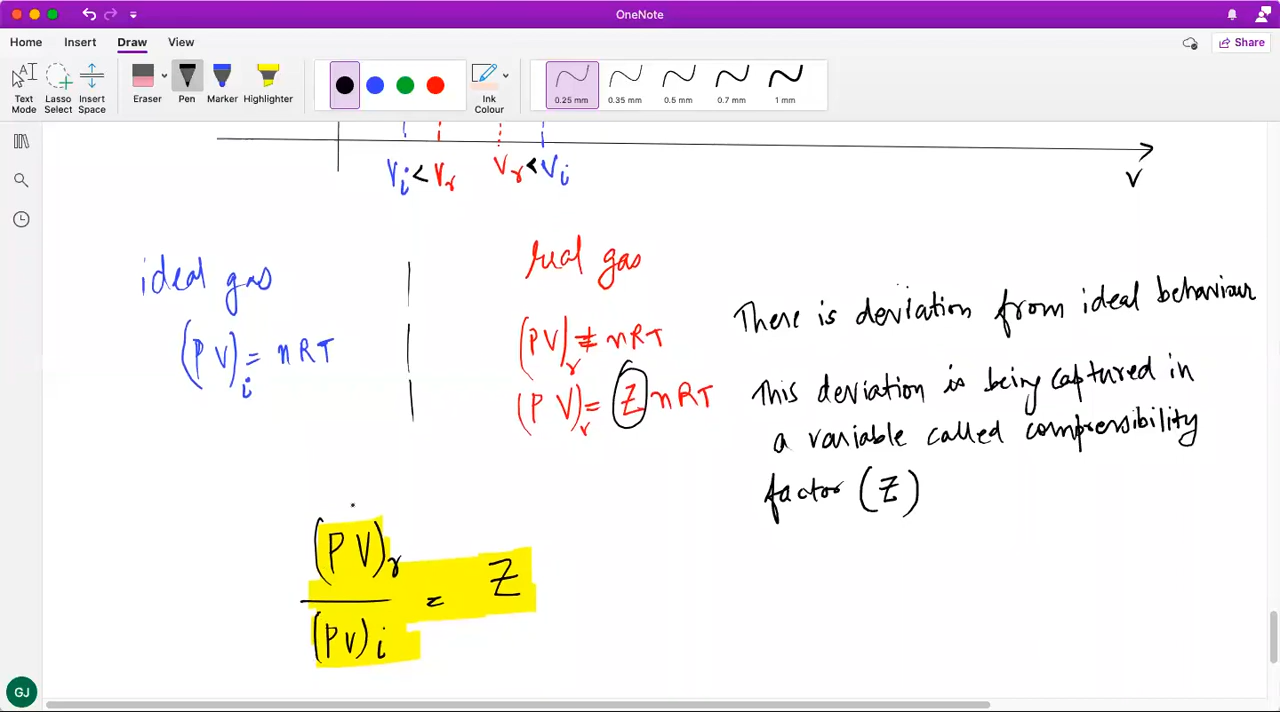 OneNote
Home Insert Draw View
Share
Text Mode
Lasso Select
Insert Space
Eraser
Pen
Marker
Highlighter
Ink Colour
0.25 mm
0.35 mm
0.5 mm
0.7 mm
1 mm
Vi < Vr Vr < Vi
V
ideal gas
(PV)i = nRT
real gas
(PV)r ≠ nRT
(PV)r = Z nRT
There is deviation from ideal behaviour
This deviation is being captured in
a variable called compressibility
factor (Z)
(PV)r
= Z
(PV)i
GJ